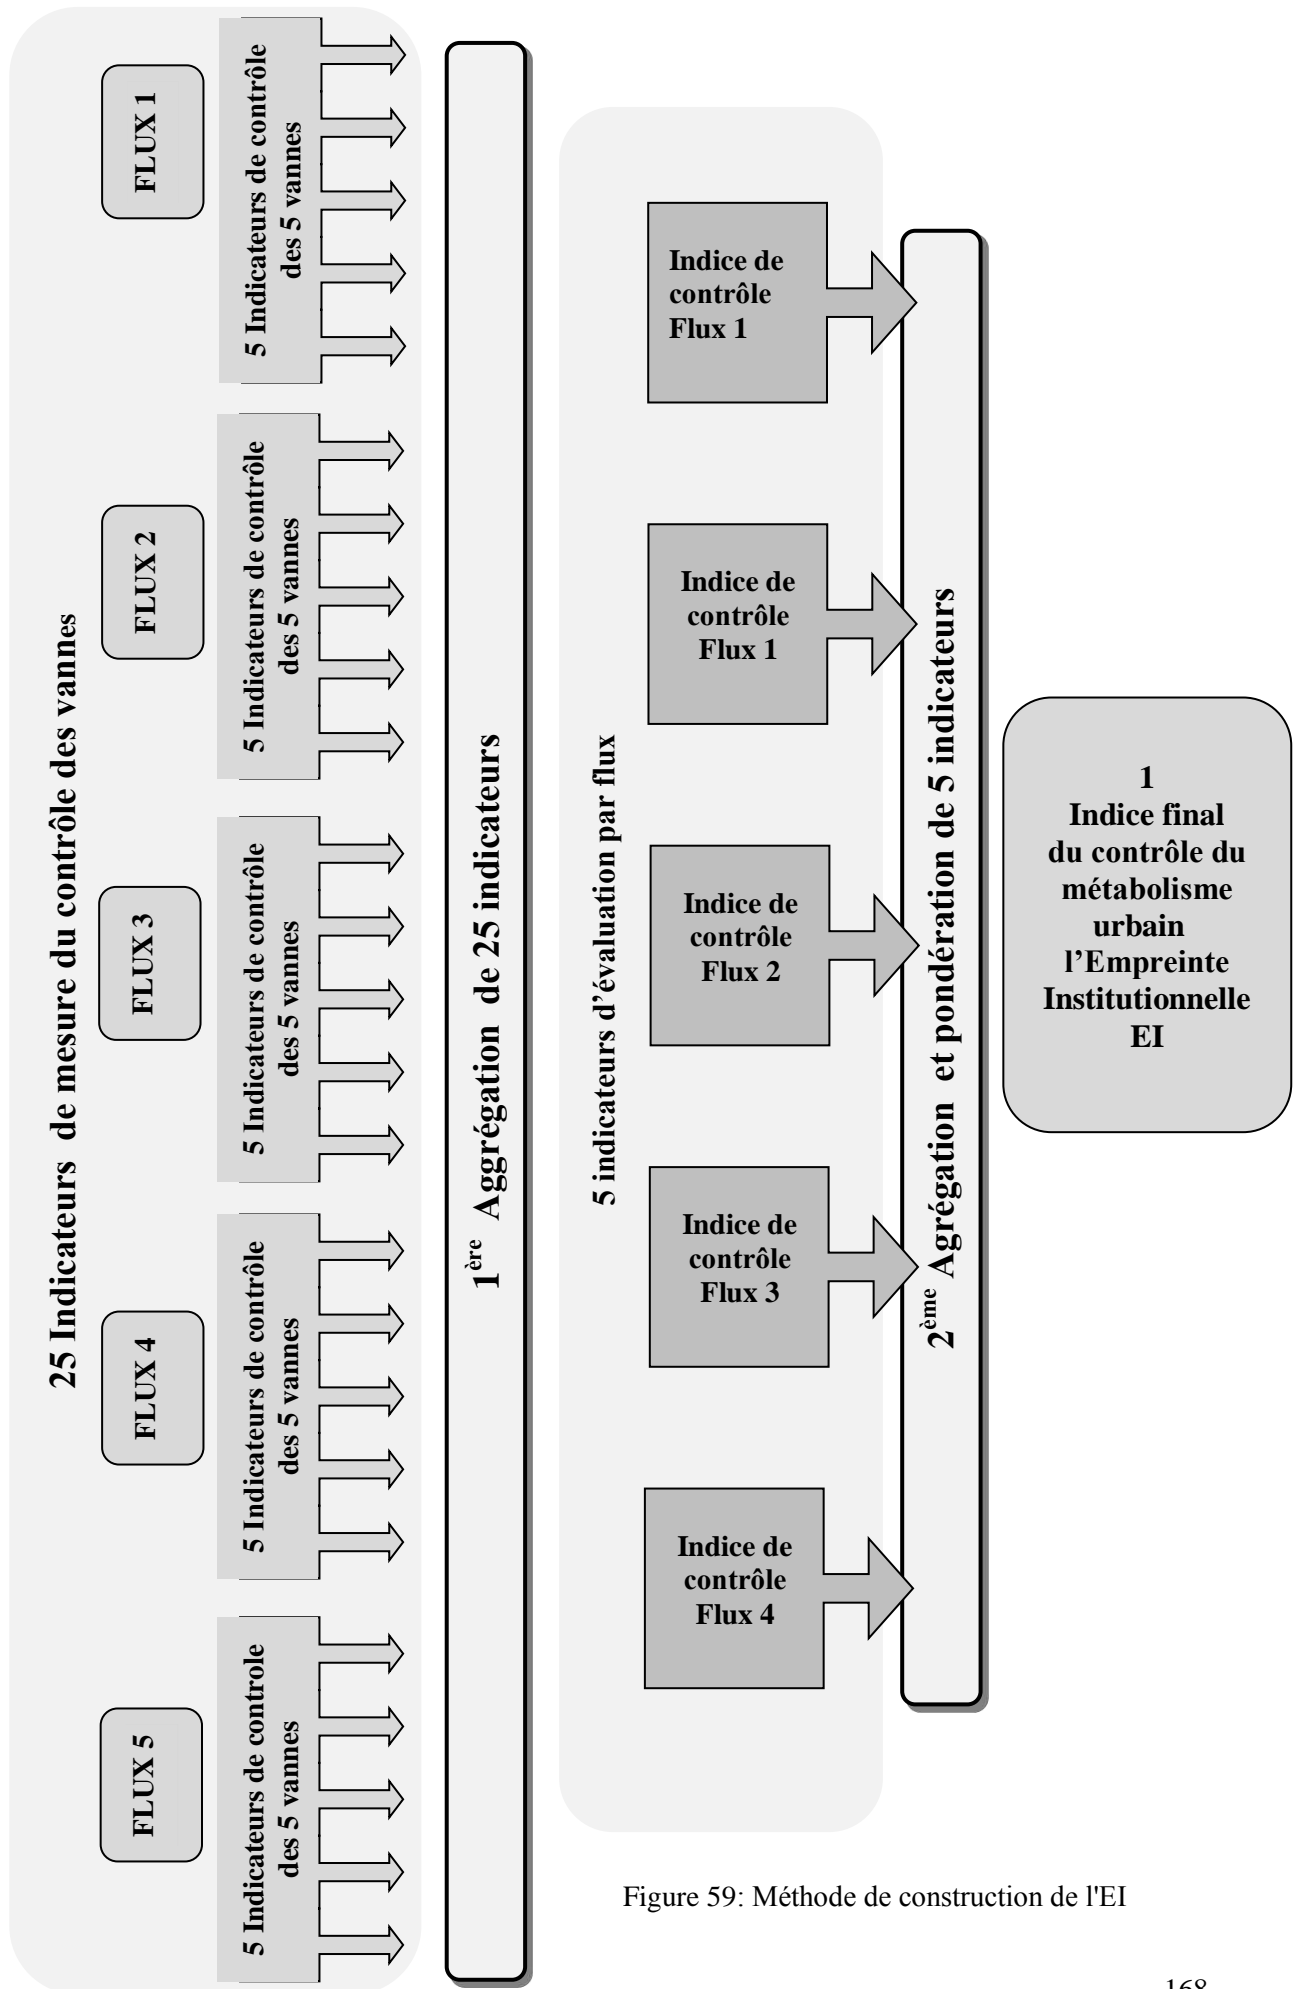 25 Indicateurs de mesure du contrôle des vannes
FLUX 1
5 Indicateurs de contrôle
des 5 vannes
FLUX 2
5 Indicateurs de contrôle
des 5 vannes
FLUX 3
5 Indicateurs de contrôle
des 5 vannes
FLUX 4
5 Indicateurs de contrôle
des 5 vannes
FLUX 5
5 Indicateurs de controle
des 5 vannes
1ère Aggrégation de 25 indicateurs
5 indicateurs d’évaluation par flux
Indice de
contrôle
Flux 1
Indice de
contrôle
Flux 1
Indice de
contrôle
Flux 2
Indice de
contrôle
Flux 3
Indice de
contrôle
Flux 4
2ème Agrégation et pondération de 5 indicateurs
1
Indice final
du contrôle du
métabolisme
urbain
l’Empreinte
Institutionnelle
EI
Figure 59: Méthode de construction de l'EI
168